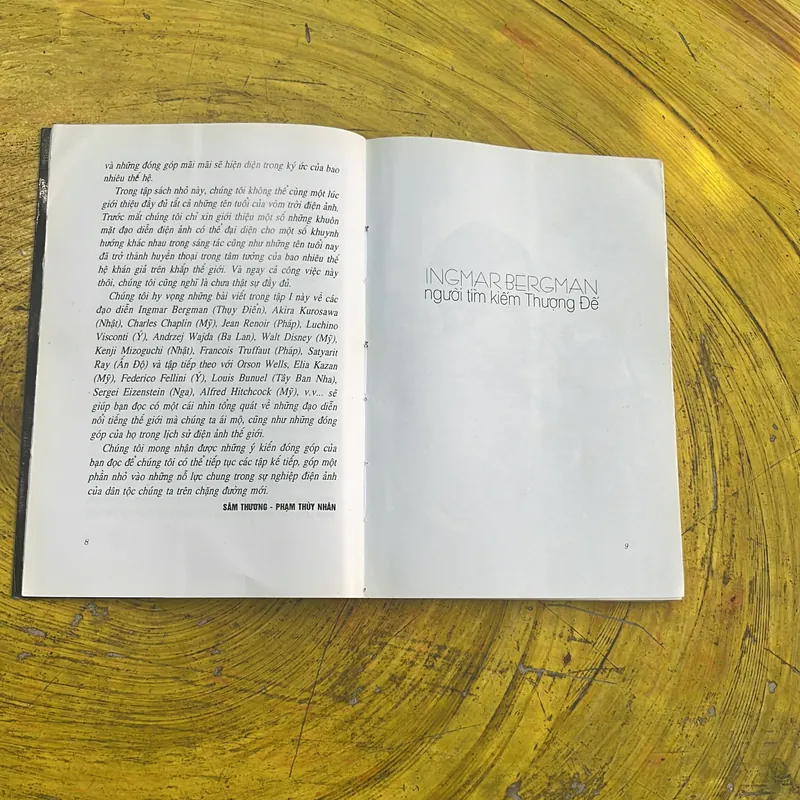 và những đóng góp mãi mãi sẽ hiện diện trong ký ức của bao
nhiêu thế hệ.
Trong tập sách nhỏ này, chúng tôi không thể cùng một lúc
giới thiệu đầy đủ tất cả những tên tuổi của vòm trời điện ảnh.
Trước mắt chúng tôi chỉ xin giới thiệu một số những khuôn
mặt đạo diễn điện ảnh có thể đại diện cho một số khuynh
hướng khác nhau trong sáng tác cũng như những tên tuổi nay
đã trở thành huyền thoại trong tâm tưởng của bao nhiêu thế
hệ khán giả trên khắp thế giới. Và ngay cả công việc này
thôi, chúng tôi cũng nghĩ là chưa thật sự đầy đủ.
Chúng tôi hy vọng những bài viết trong tập I này về các
đạo diễn Ingmar Bergman (Thụy Điển), Akira Kurosawa
(Nhật), Charles Chaplin (Mỹ), Jean Renoir (Pháp), Luchino
Visconti (Ý), Andrzej Wajda (Ba Lan), Walt Disney (Mỹ),
Kenji Mizoguchi (Nhật), Francois Truffaut (Pháp), Satyarit
Ray (Ấn Độ) và tập tiếp theo với Orson Wells, Elia Kazan
(Mỹ), Federico Fellini (Ý), Louis Bunuel (Tây Ban Nha),
Sergei Eizenstein (Nga), Alfred Hitchcock (Mỹ), v.v... sẽ
giúp bạn đọc có một cái nhìn tổng quát về những đạo diễn
nổi tiếng thế giới mà chúng ta ái mộ, cũng như những đóng
góp của họ trong lịch sử điện ảnh thế giới.
Chúng tôi mong nhận được những ý kiến đóng góp của
bạn đọc để chúng tôi có thể tiếp tục các tập kế tiếp, góp một
phần nhỏ vào những nỗ lực chung trong sự nghiệp điện ảnh
của dân tộc chúng ta trên chặng đường mới.
SÂM THƯƠNG - PHẠM THÙY NHÂN
8
INGMAR BERGMAN
người tìm kiếm Thượng Đế
9